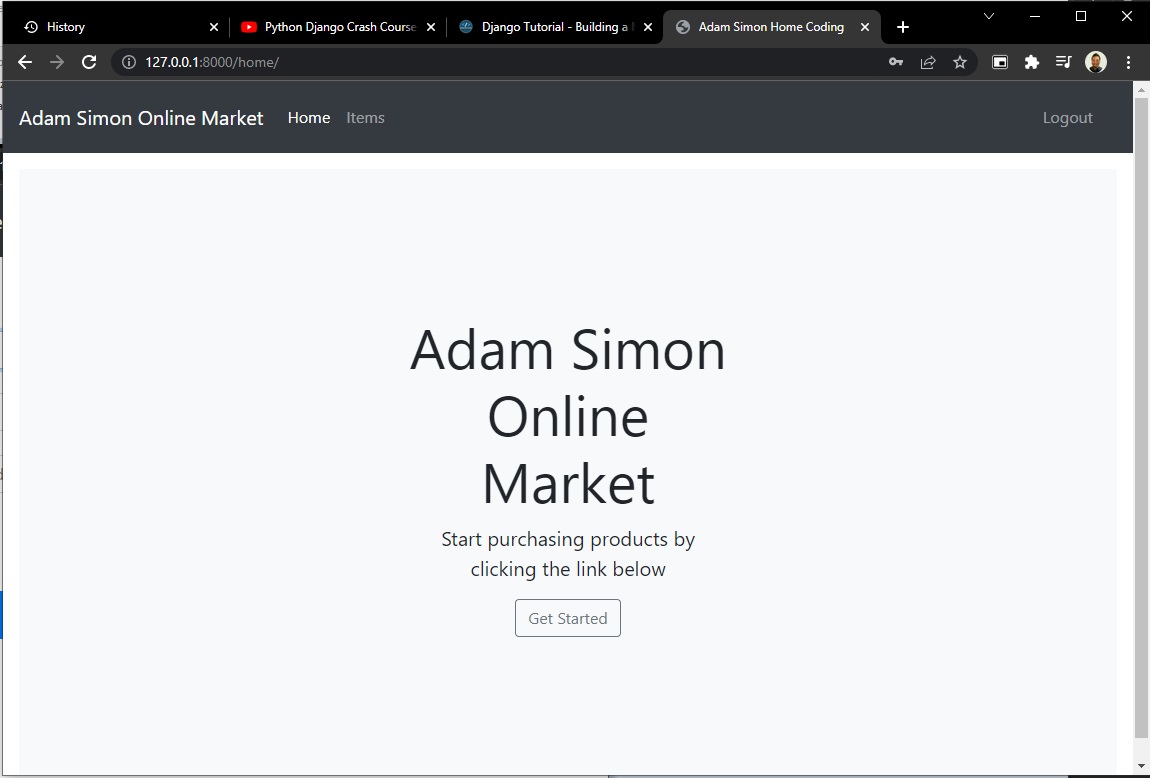 History
Python Django Crash Course
Django Tutorial - Building a
Adam Simon Home Coding
127.0.0.1:8000/home/
Adam Simon Online Market
Home
Items
Logout
Adam Simon
Online
Market
Start purchasing products by
clicking the link below
Get Started